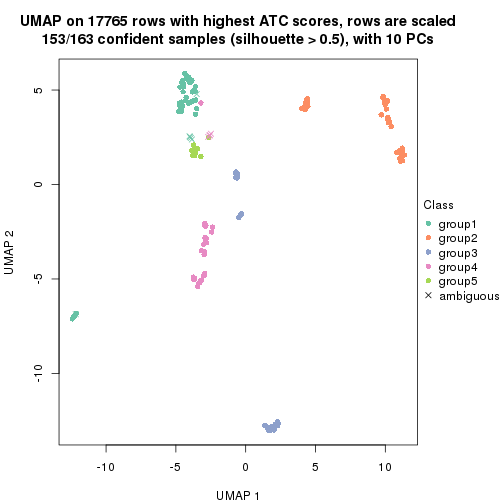 UMAP on 17765 rows with highest ATC scores, rows are scaled
153/163 confident samples (silhouette > 0.5), with 10 PCs
5
0
-5
-10
UMAP 2
-10
-5
0
5
10
UMAP 1
Class
group1
group2
group3
group4
group5
ambiguous